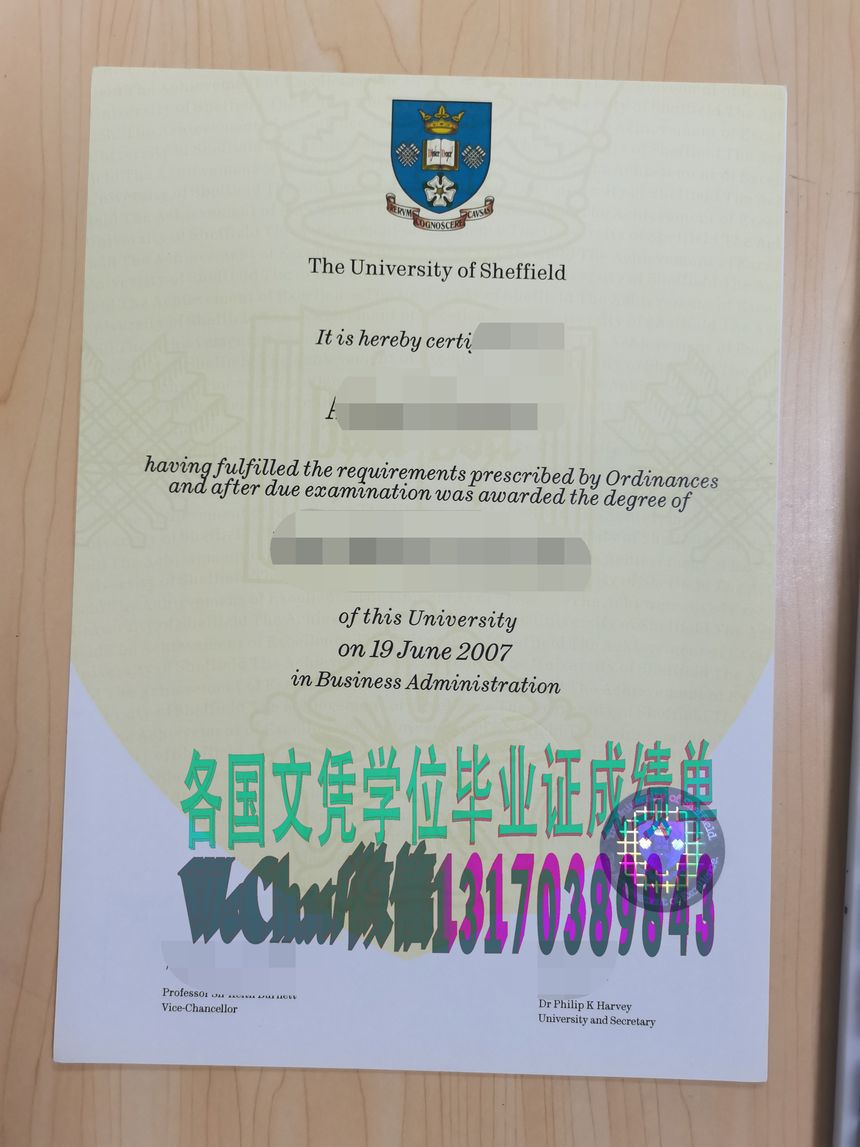 RERVM COGNOSCERE CAVSAS
The University of Sheffield
It is hereby certi
A
having fulfilled the requirements prescribed by Ordinances
and after due examination was awarded the degree of
of this University
on 19 June 2007
in Business Administration
各国文凭学位毕业证成绩单
WeChat微信13170389843
Professor Sir Keith Burnett
Vice-Chancellor
Dr Philip K Harvey
University and Secretary